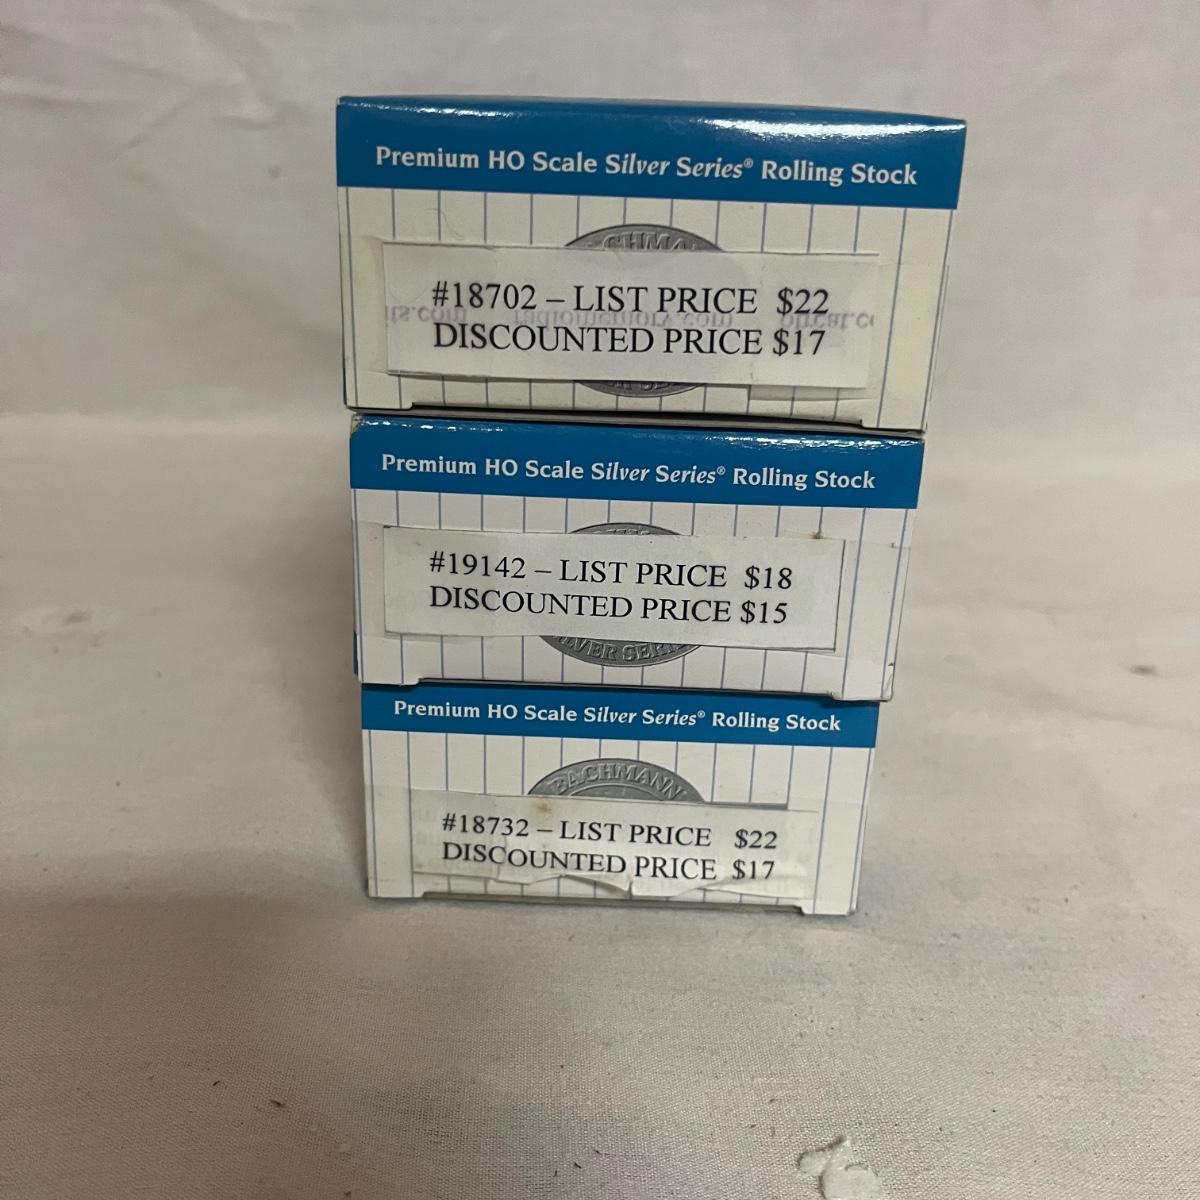 Premium HO Scale Silver Series® Rolling Stock
#18702 – LIST PRICE $22
DISCOUNTED PRICE $17
Premium HO Scale Silver Series® Rolling Stock
#19142 – LIST PRICE $18
DISCOUNTED PRICE $15
SILVER SERIES
Premium HO Scale Silver Series® Rolling Stock
BACHMANN
#18732 – LIST PRICE $22
DISCOUNTED PRICE $17